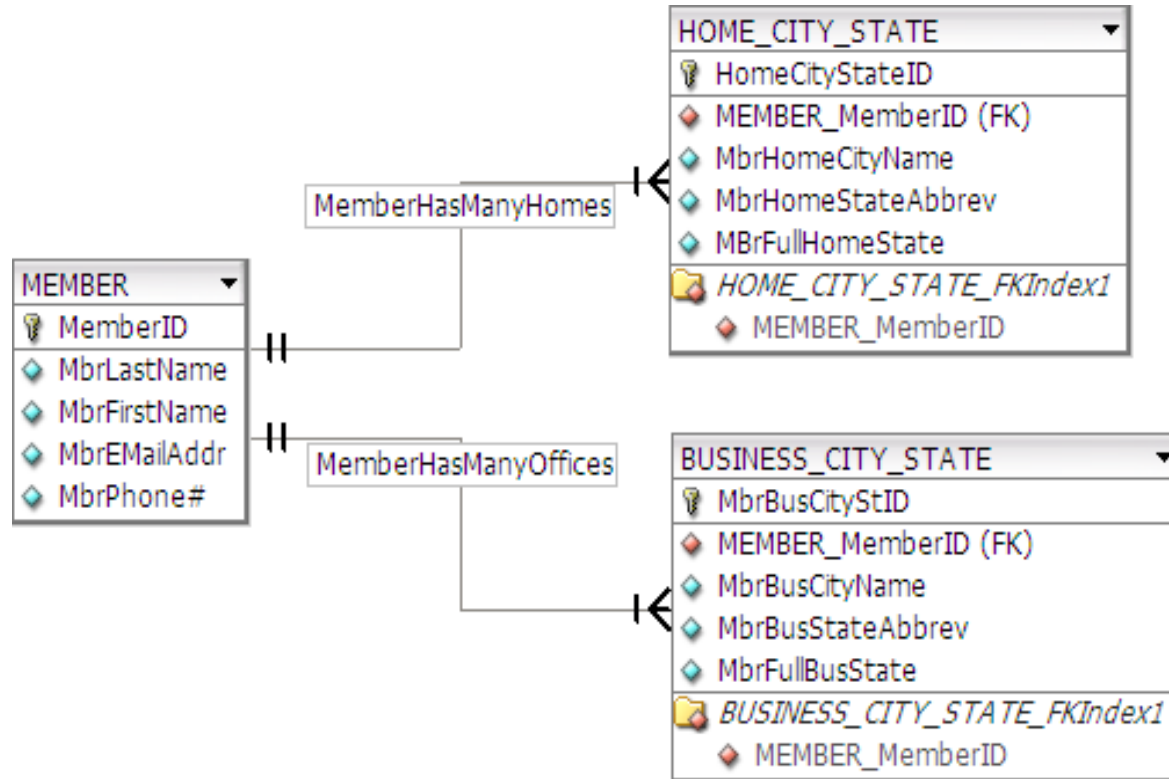 HOME_CITY_STATE
HomeCityStateID
MEMBER_MemberID (FK)
MbrHomeCityName
MbrHomeStateAbbrev
MBrFullHomeState
HOME_CITY_STATE_FKIndex1
MEMBER_MemberID
MemberHasManyHomes
MEMBER
MemberID
MbrLastName
MbrFirstName
MbrEMailAddr
MbrPhone#
MemberHasManyOffices
BUSINESS_CITY_STATE
MbrBusCityStID
MEMBER_MemberID (FK)
MbrBusCityName
MbrBusStateAbbrev
MbrFullBusState
BUSINESS_CITY_STATE_FKIndex1
MEMBER_MemberID